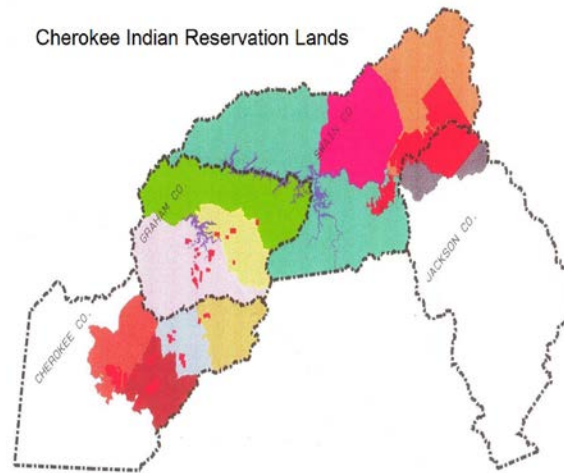 Cherokee Indian Reservation Lands
SWAIN CO.
GRAHAM CO.
JACKSON CO.
CHEROKEE CO.